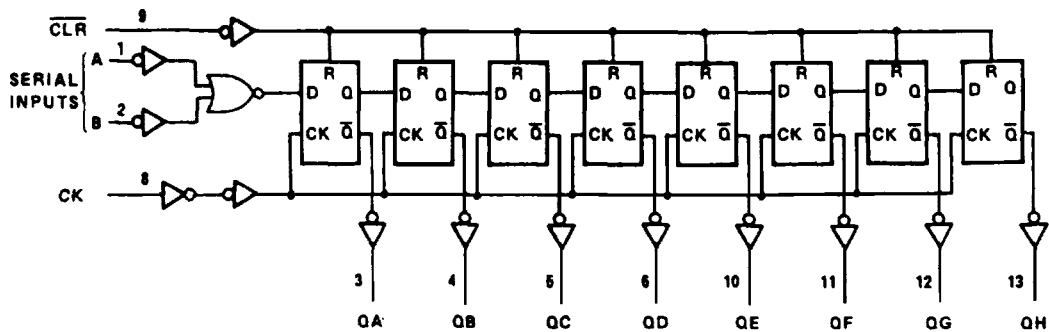 C̅L̅R̅ 9
R R R R R R R R
A 1
SERIAL
INPUTS
B 2
D Q D Q D Q D Q D Q D Q D Q D
CK Q̅ CK Q̅ CK Q̅ CK Q̅ CK Q̅ CK Q̅ CK Q̅ CK Q̅
CK 8
3 4 5 6 10 11 12 13
QA QB QC QD QE QF QG QH